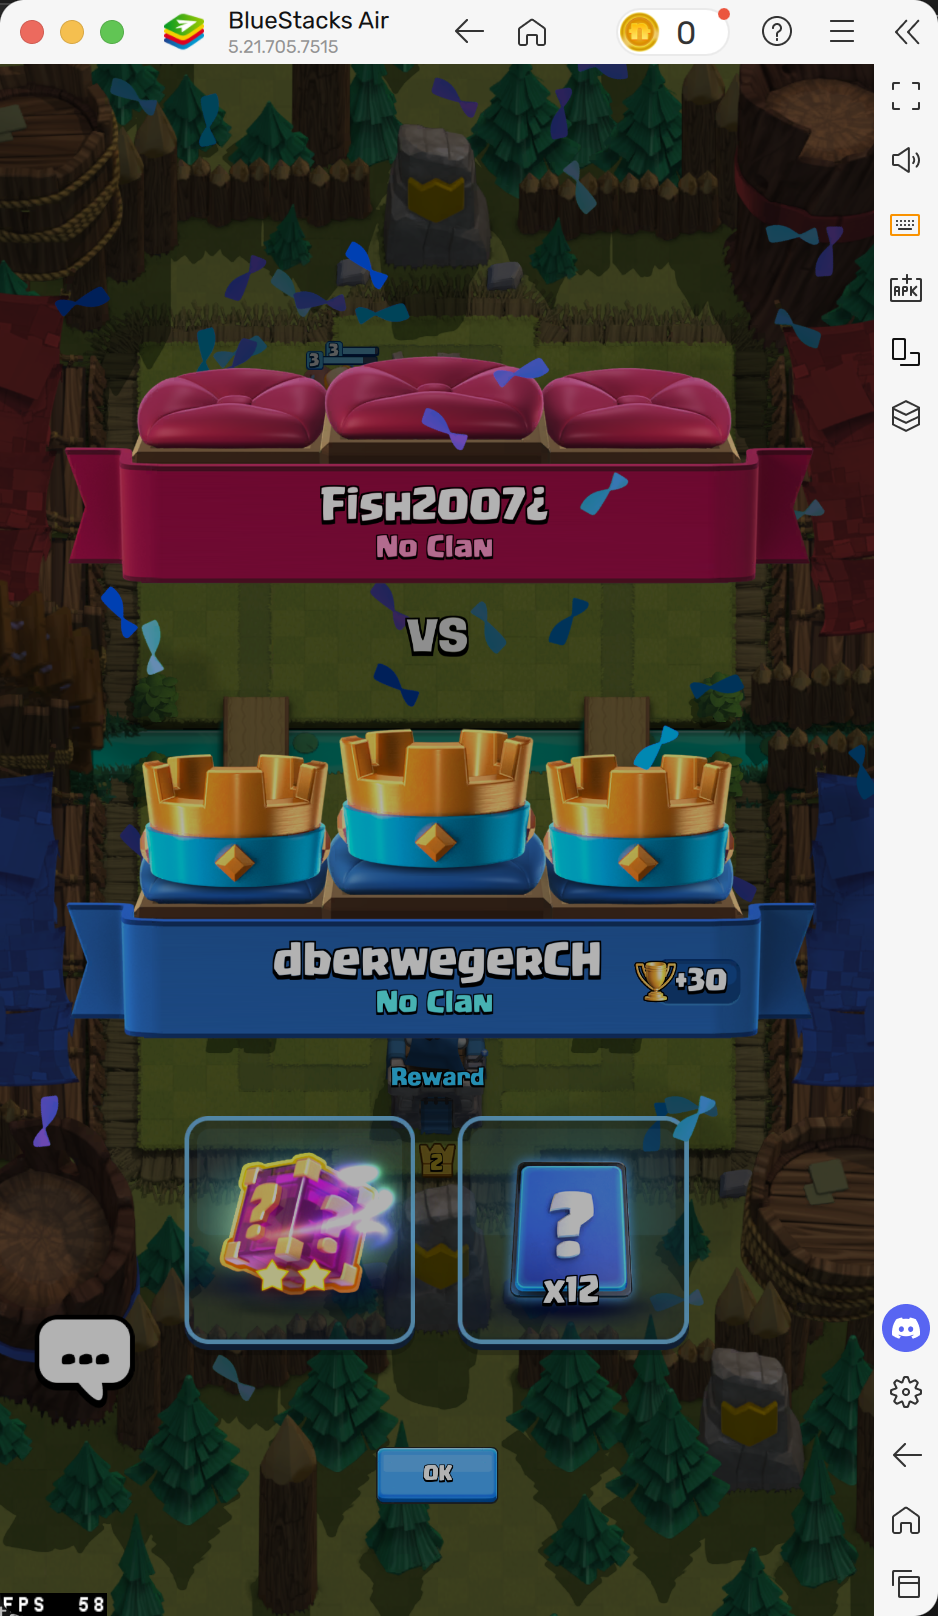 BlueStacks Air
5.21.705.7515
0
APK
3
3
Fish2007¿
No Clan
VS
dberwegerCH
+30
No Clan
Reward
2
?
?
x12
...
OK
FPS 58